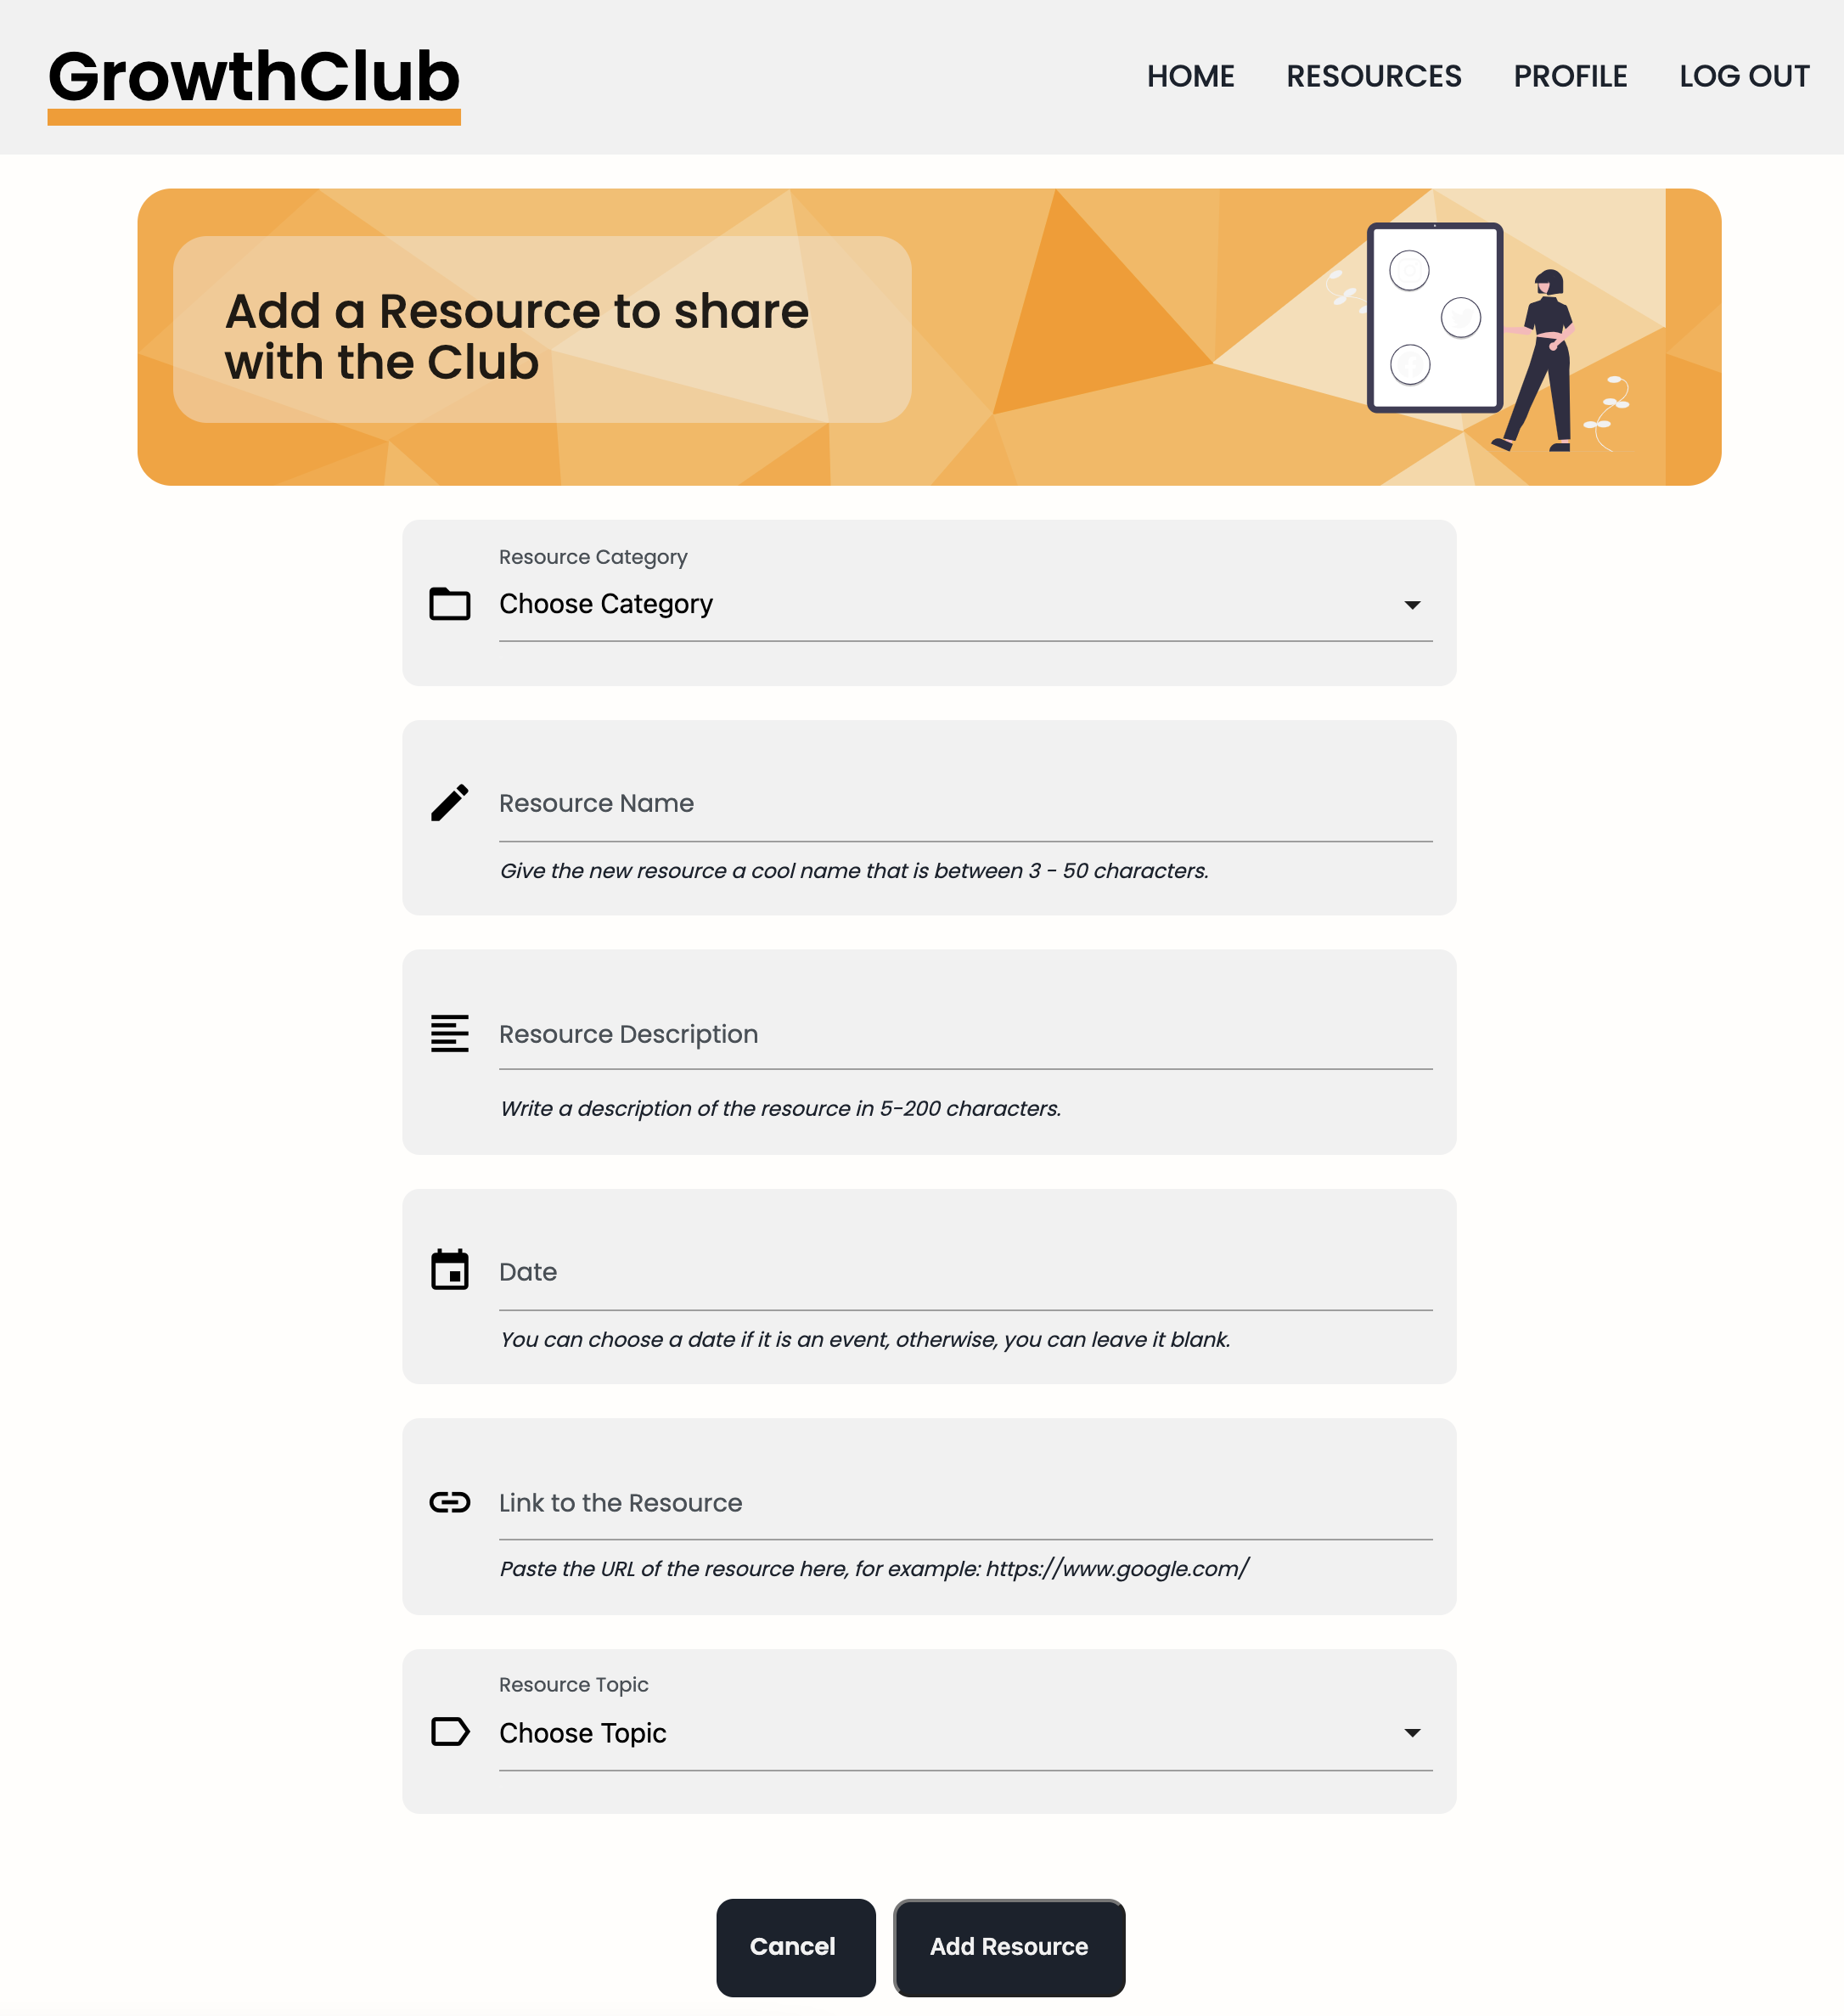 GrowthClub
HOME RESOURCES PROFILE LOG OUT
Add a Resource to share
with the Club
Resource Category
Choose Category
Resource Name
Give the new resource a cool name that is between 3 - 50 characters.
Resource Description
Write a description of the resource in 5-200 characters.
Date
You can choose a date if it is an event, otherwise, you can leave it blank.
Link to the Resource
Paste the URL of the resource here, for example: https://www.google.com/
Resource Topic
Choose Topic
Cancel
Add Resource